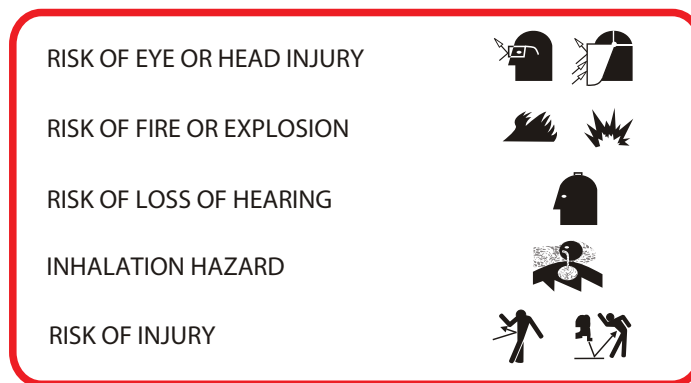 RISK OF EYE OR HEAD INJURY
RISK OF FIRE OR EXPLOSION
RISK OF LOSS OF HEARING
INHALATION HAZARD
RISK OF INJURY